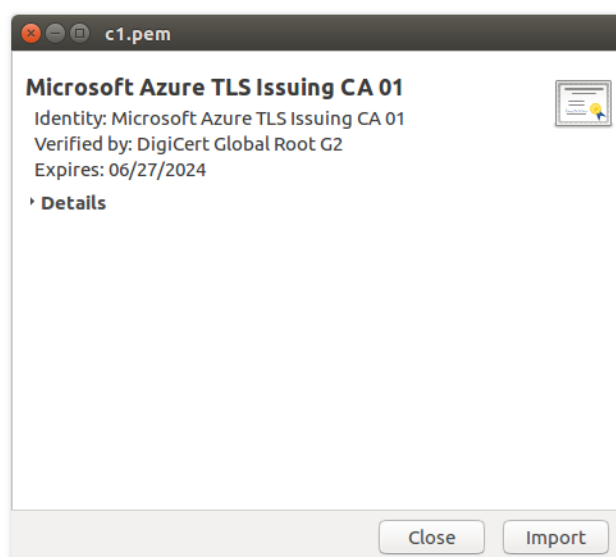 c1.pem
Microsoft Azure TLS Issuing CA 01
Identity: Microsoft Azure TLS Issuing CA 01
Verified by: DigiCert Global Root G2
Expires: 06/27/2024
Details
Close Import